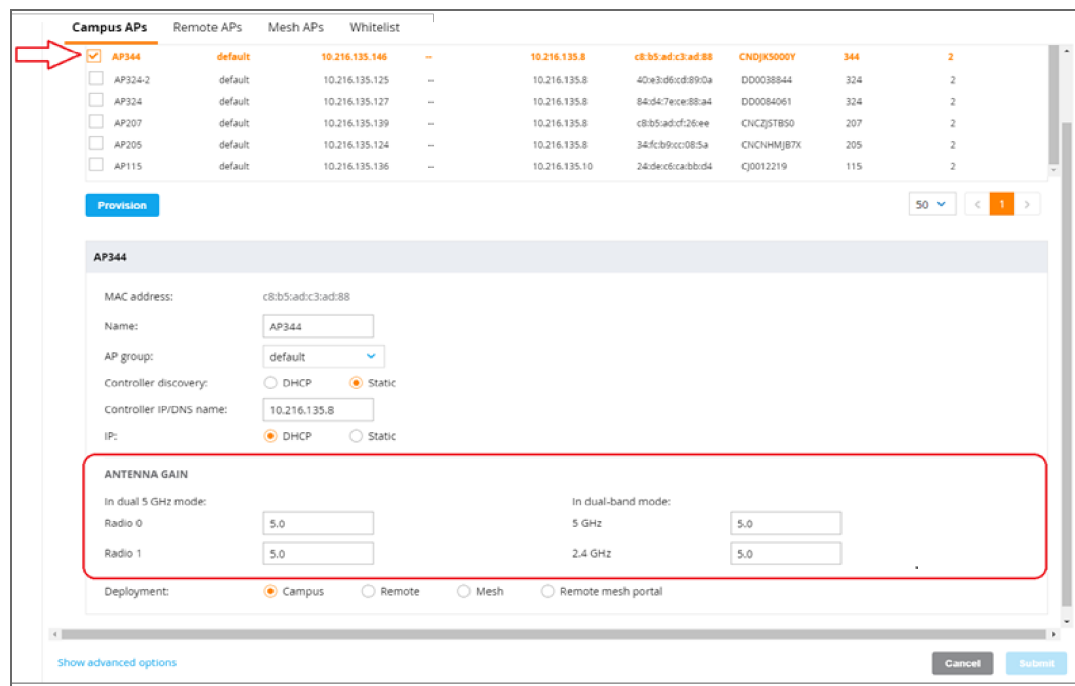 Campus APs Remote APs Mesh APs Whitelist
AP344 default 10.216.135.146 -- 10.216.135.8 c8:b5:ad:c3:ad:88 CNDJJK5000Y 344 2
AP324-2 default 10.216.135.125 -- 10.216.135.8 40:e3:d6:cd:89:0a DD0038844 324 2
AP324 default 10.216.135.127 -- 10.216.135.8 84:d4:7e:ce:88:a4 DD0084061 324 2
AP207 default 10.216.135.139 -- 10.216.135.8 c8:b5:ad:cf:26:ee CNCZJSTBS0 207 2
AP205 default 10.216.135.124 -- 10.216.135.8 34:fc:b9:cc:08:5a CNCNHMJB7X 205 2
AP115 default 10.216.135.136 -- 10.216.135.10 24:de:c6:ca:bb:d4 CJ0012219 115 2
Provision 50 < 1 >
AP344
MAC address: c8:b5:ad:c3:ad:88
Name: AP344
AP group: default
Controller discovery: DHCP Static
Controller IP/DNS name: 10.216.135.8
IP: DHCP Static
ANTENNA GAIN
In dual 5 GHz mode: In dual-band mode:
Radio 0 5.0 5 GHz 5.0
Radio 1 5.0 2.4 GHz 5.0
Deployment: Campus Remote Mesh Remote mesh portal
Show advanced options Cancel Submit